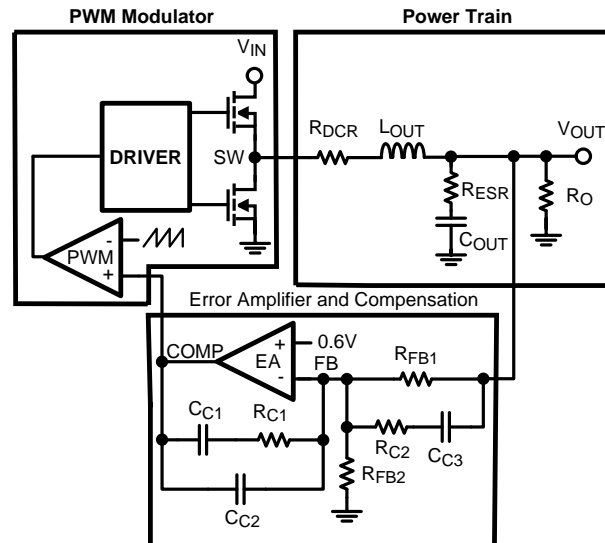 PWM Modulator
Power Train
VIN
DRIVER
SW
PWM
-
+
RDCR
LOUT
VOUT
RESR
COUT
RO
Error Amplifier and Compensation
COMP
EA
+
-
0.6V
FB
RFB1
CC1
RC1
RC2
CC3
RFB2
CC2